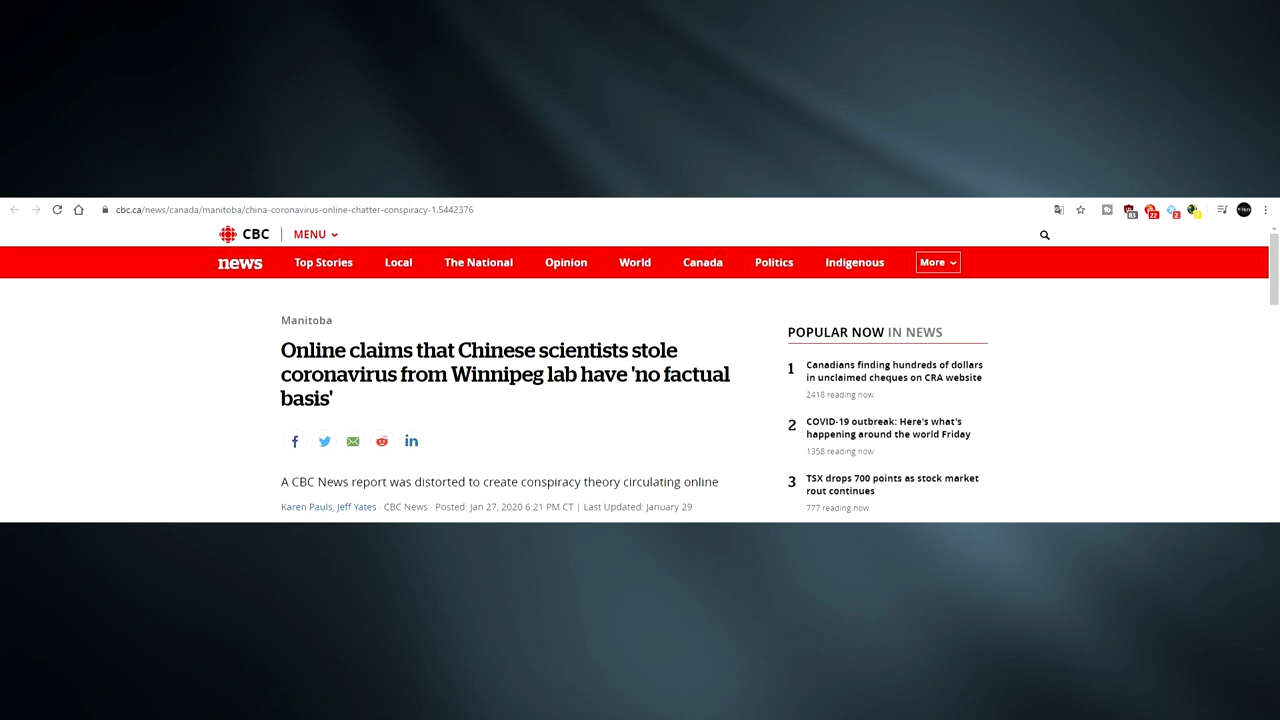 cbc.ca/news/canada/manitoba/china-coronavirus-online-chatter-conspiracy-1.5442376
83 22 2
CBC MENU
news Top Stories Local The National Opinion World Canada Politics Indigenous More
Manitoba
Online claims that Chinese scientists stole
coronavirus from Winnipeg lab have 'no factual
basis'
A CBC News report was distorted to create conspiracy theory circulating online
Karen Pauls, Jeff Yates · CBC News · Posted: Jan 27, 2020 6:21 PM CT | Last Updated: January 29
POPULAR NOW IN NEWS
1 Canadians finding hundreds of dollars
in unclaimed cheques on CRA website
2418 reading now
2 COVID-19 outbreak: Here's what's
happening around the world Friday
1358 reading now
3 TSX drops 700 points as stock market
rout continues
777 reading now